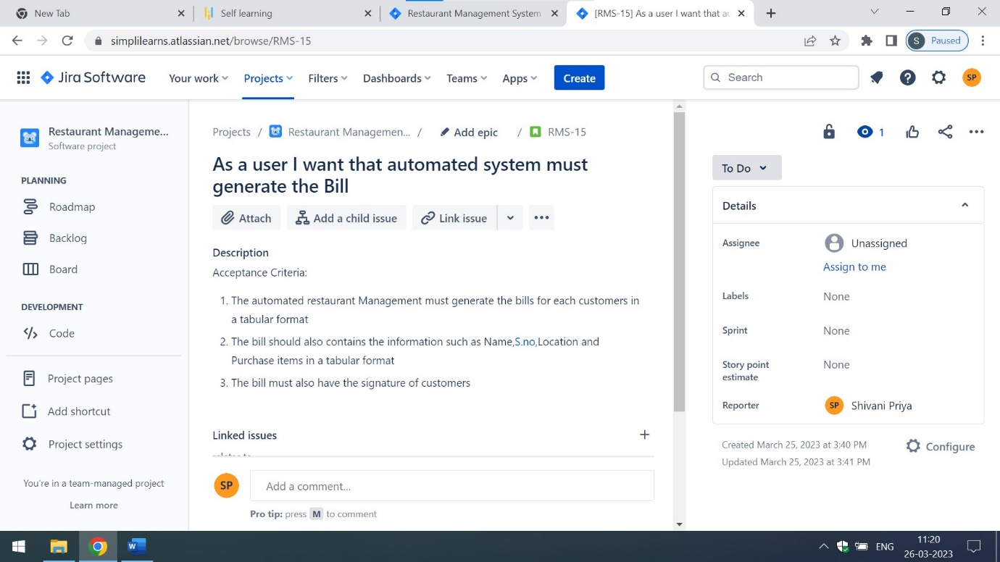 New Tab
Self learning
Restaurant Management System
[RMS-15] As a user I want that au
simplilearns.atlassian.net/browse/RMS-15
S Paused
Jira Software
Your work
Projects
Filters
Dashboards
Teams
Apps
Create
Search
SP
Restaurant Manageme...
Software project
PLANNING
Roadmap
Backlog
Board
DEVELOPMENT
Code
Project pages
Add shortcut
Project settings
You're in a team-managed project
Learn more
Projects / Restaurant Managemen... / Add epic / RMS-15
As a user I want that automated system must
generate the Bill
Attach
Add a child issue
Link issue
Description
Acceptance Criteria:
1. The automated restaurant Management must generate the bills for each customers in
a tabular format
2. The bill should also contains the information such as Name,S.no,Location and
Purchase items in a tabular format
3. The bill must also have the signature of customers
Linked issues
SP
Add a comment...
Pro tip: press M to comment
1
To Do
Details
Assignee
Unassigned
Assign to me
Labels
None
Sprint
None
Story point
estimate
None
Reporter
SP Shivani Priya
Created March 25, 2023 at 3:40 PM
Updated March 25, 2023 at 3:41 PM
Configure
W
ENG
11:20
26-03-2023